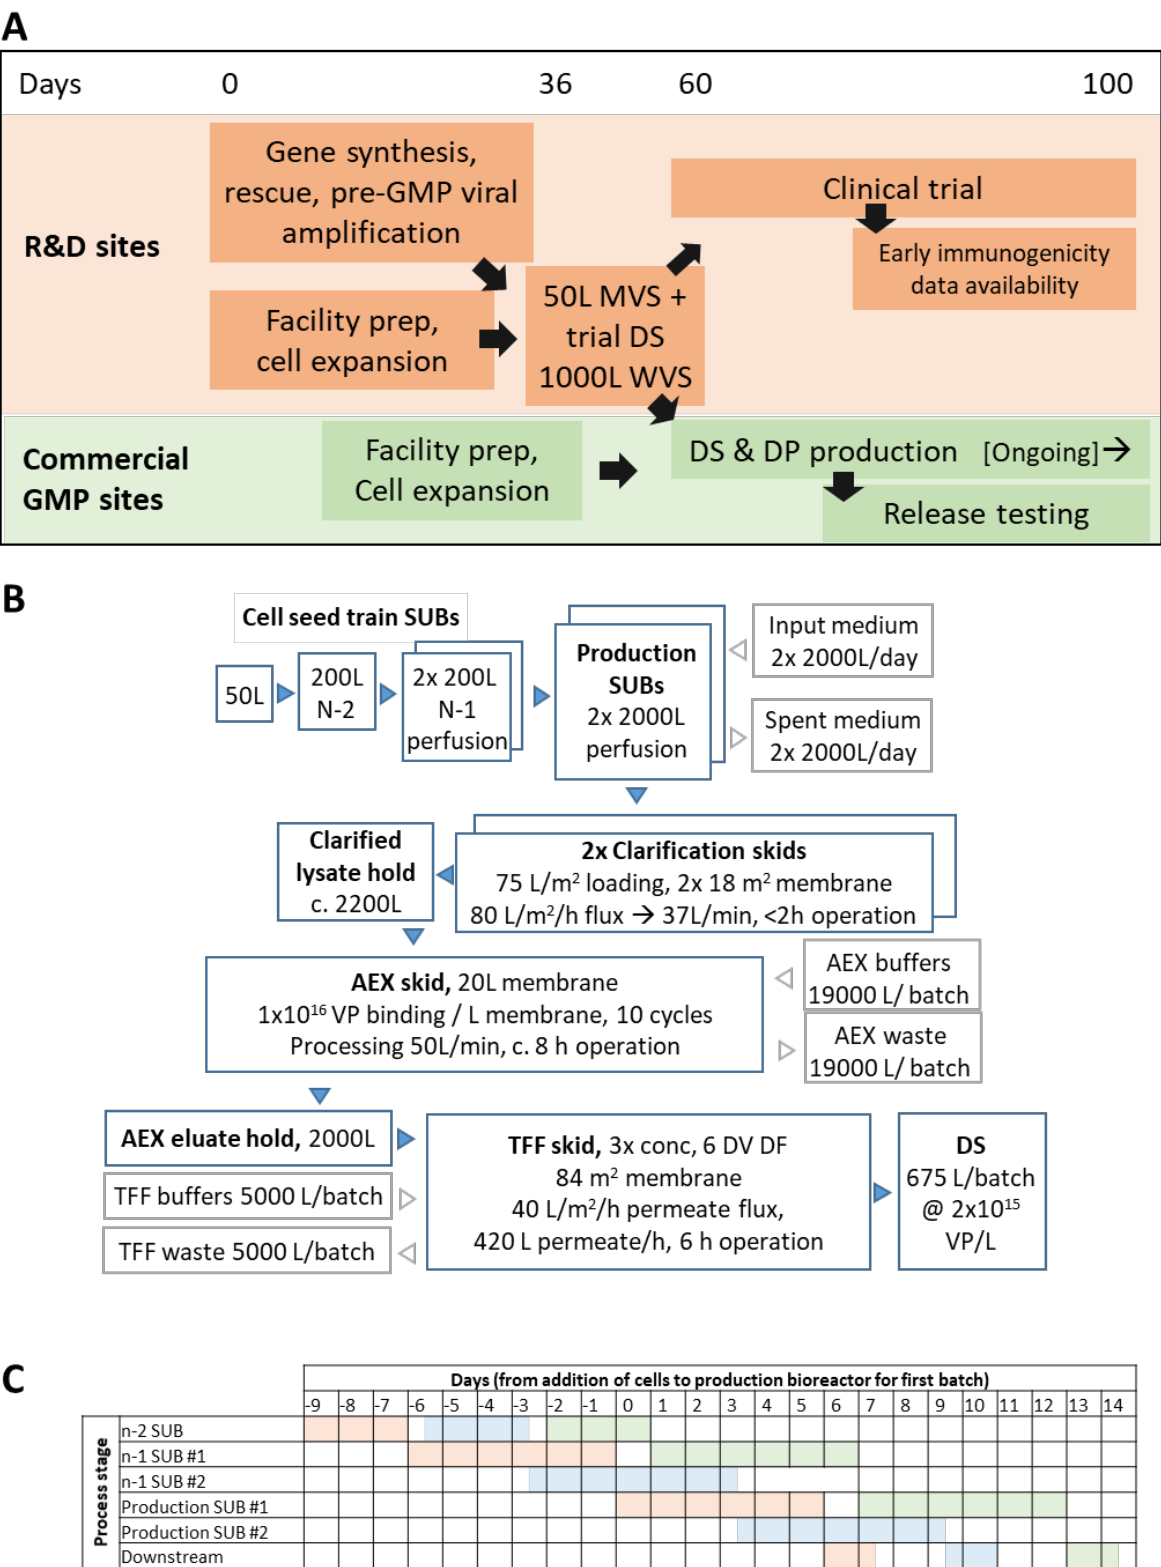 A
Days 0 36 60 100
R&D sites
Gene synthesis,
rescue, pre-GMP viral
amplification
Facility prep,
cell expansion
50L MVS +
trial DS
1000L WVS
Clinical trial
Early immunogenicity
data availability
Commercial
GMP sites
Facility prep,
Cell expansion
DS & DP production [Ongoing]→
Release testing
B
Cell seed train SUBs
50L
200L
N-2
2x 200L
N-1
perfusion
Production
SUBs
2x 2000L
perfusion
Input medium
2x 2000L/day
Spent medium
2x 2000L/day
Clarified
lysate hold
c. 2200L
2x Clarification skids
75 L/m² loading, 2x 18 m² membrane
80 L/m²/h flux → 37L/min, <2h operation
AEX skid, 20L membrane
1x10¹⁶ VP binding / L membrane, 10 cycles
Processing 50L/min, c. 8 h operation
AEX buffers
19000 L/ batch
AEX waste
19000 L/ batch
AEX eluate hold, 2000L
TFF buffers 5000 L/batch
TFF waste 5000 L/batch
TFF skid, 3x conc, 6 DV DF
84 m² membrane
40 L/m²/h permeate flux,
420 L permeate/h, 6 h operation
DS
675 L/batch
@ 2x10¹⁵
VP/L
C
Days (from addition of cells to production bioreactor for first batch)
-9 -8 -7 -6 -5 -4 -3 -2 -1 0 1 2 3 4 5 6 7 8 9 10 11 12 13 14
Process stage
n-2 SUB
n-1 SUB #1
n-1 SUB #2
Production SUB #1
Production SUB #2
Downstream